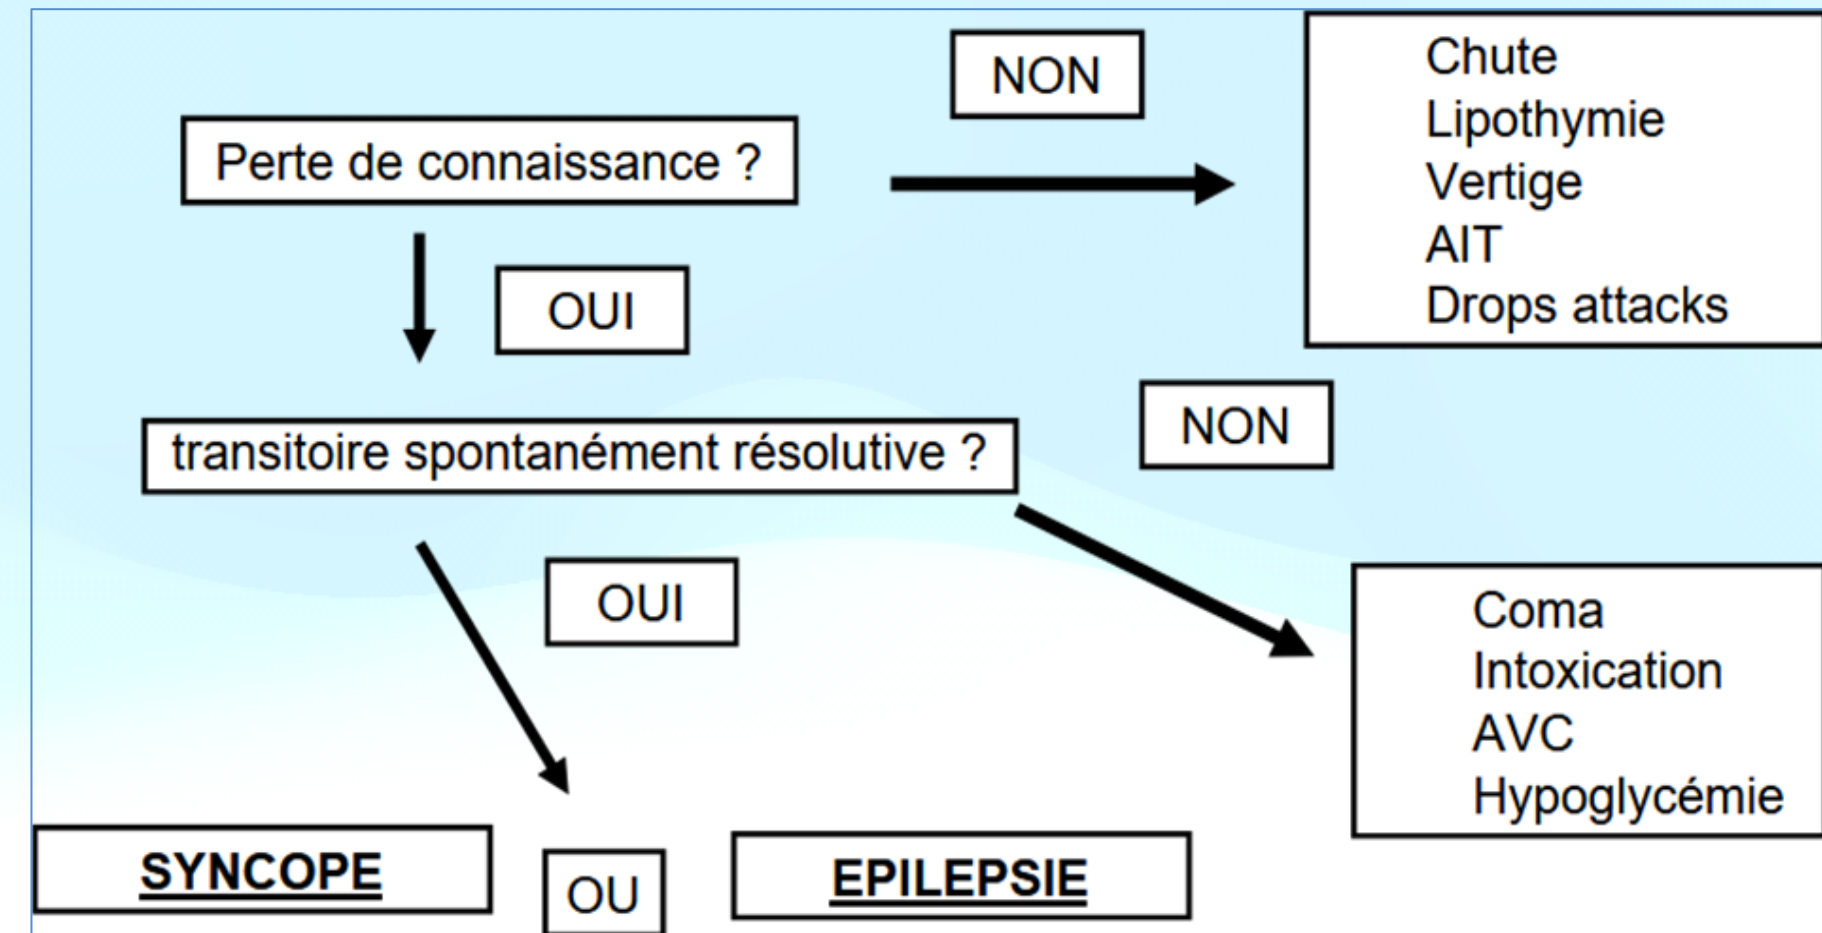 NON
Chute
Lipothymie
Vertige
AIT
Drops attacks
Perte de connaissance ?
OUI
NON
transitoire spontanément résolutive ?
OUI
Coma
Intoxication
AVC
Hypoglycémie
SYNCOPE
OU
EPILEPSIE